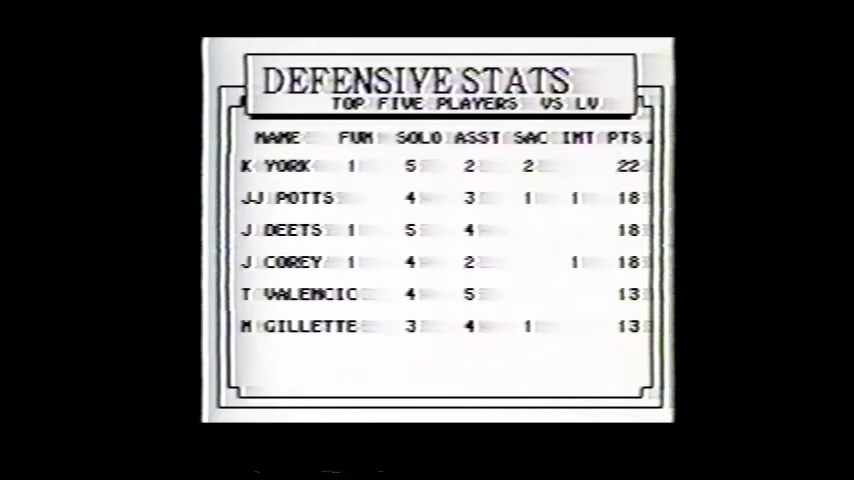 DEFENSIVE STATS
TOP FIVE PLAYERS VS LV
NAME FUM SOLO ASST SAC INT PTS.
K YORK 1 5 2 2 22
JJ POTTS 4 3 1 1 18
J DEETS 1 5 4 18
J COREY 1 4 2 1 18
T VALENCIC 4 5 13
M GILLETTE 3 4 1 13